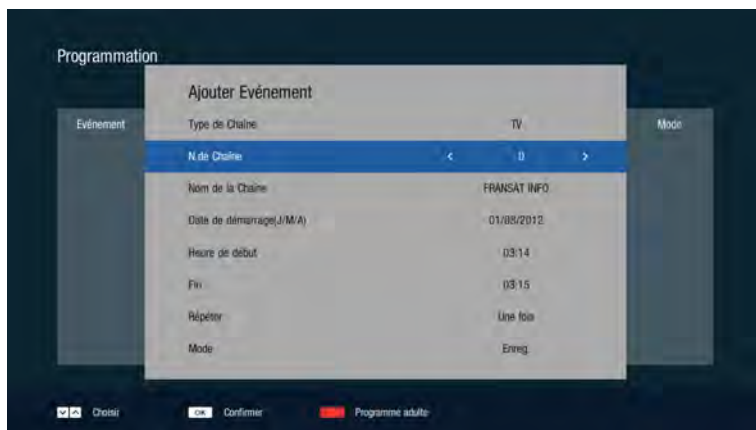 Programmation
Ajouter Evénement
Evénement
Mode
Type de Chaîne TV
N.de Chaîne < 0 >
Nom de la Chaîne FRANSAT INFO
Date de démarrage(J/M/A) 01/08/2012
Heure de début 03:14
Fin 03:15
Répéter Une fois
Mode Enreg.
Choisir OK Confirmer Programme adulte